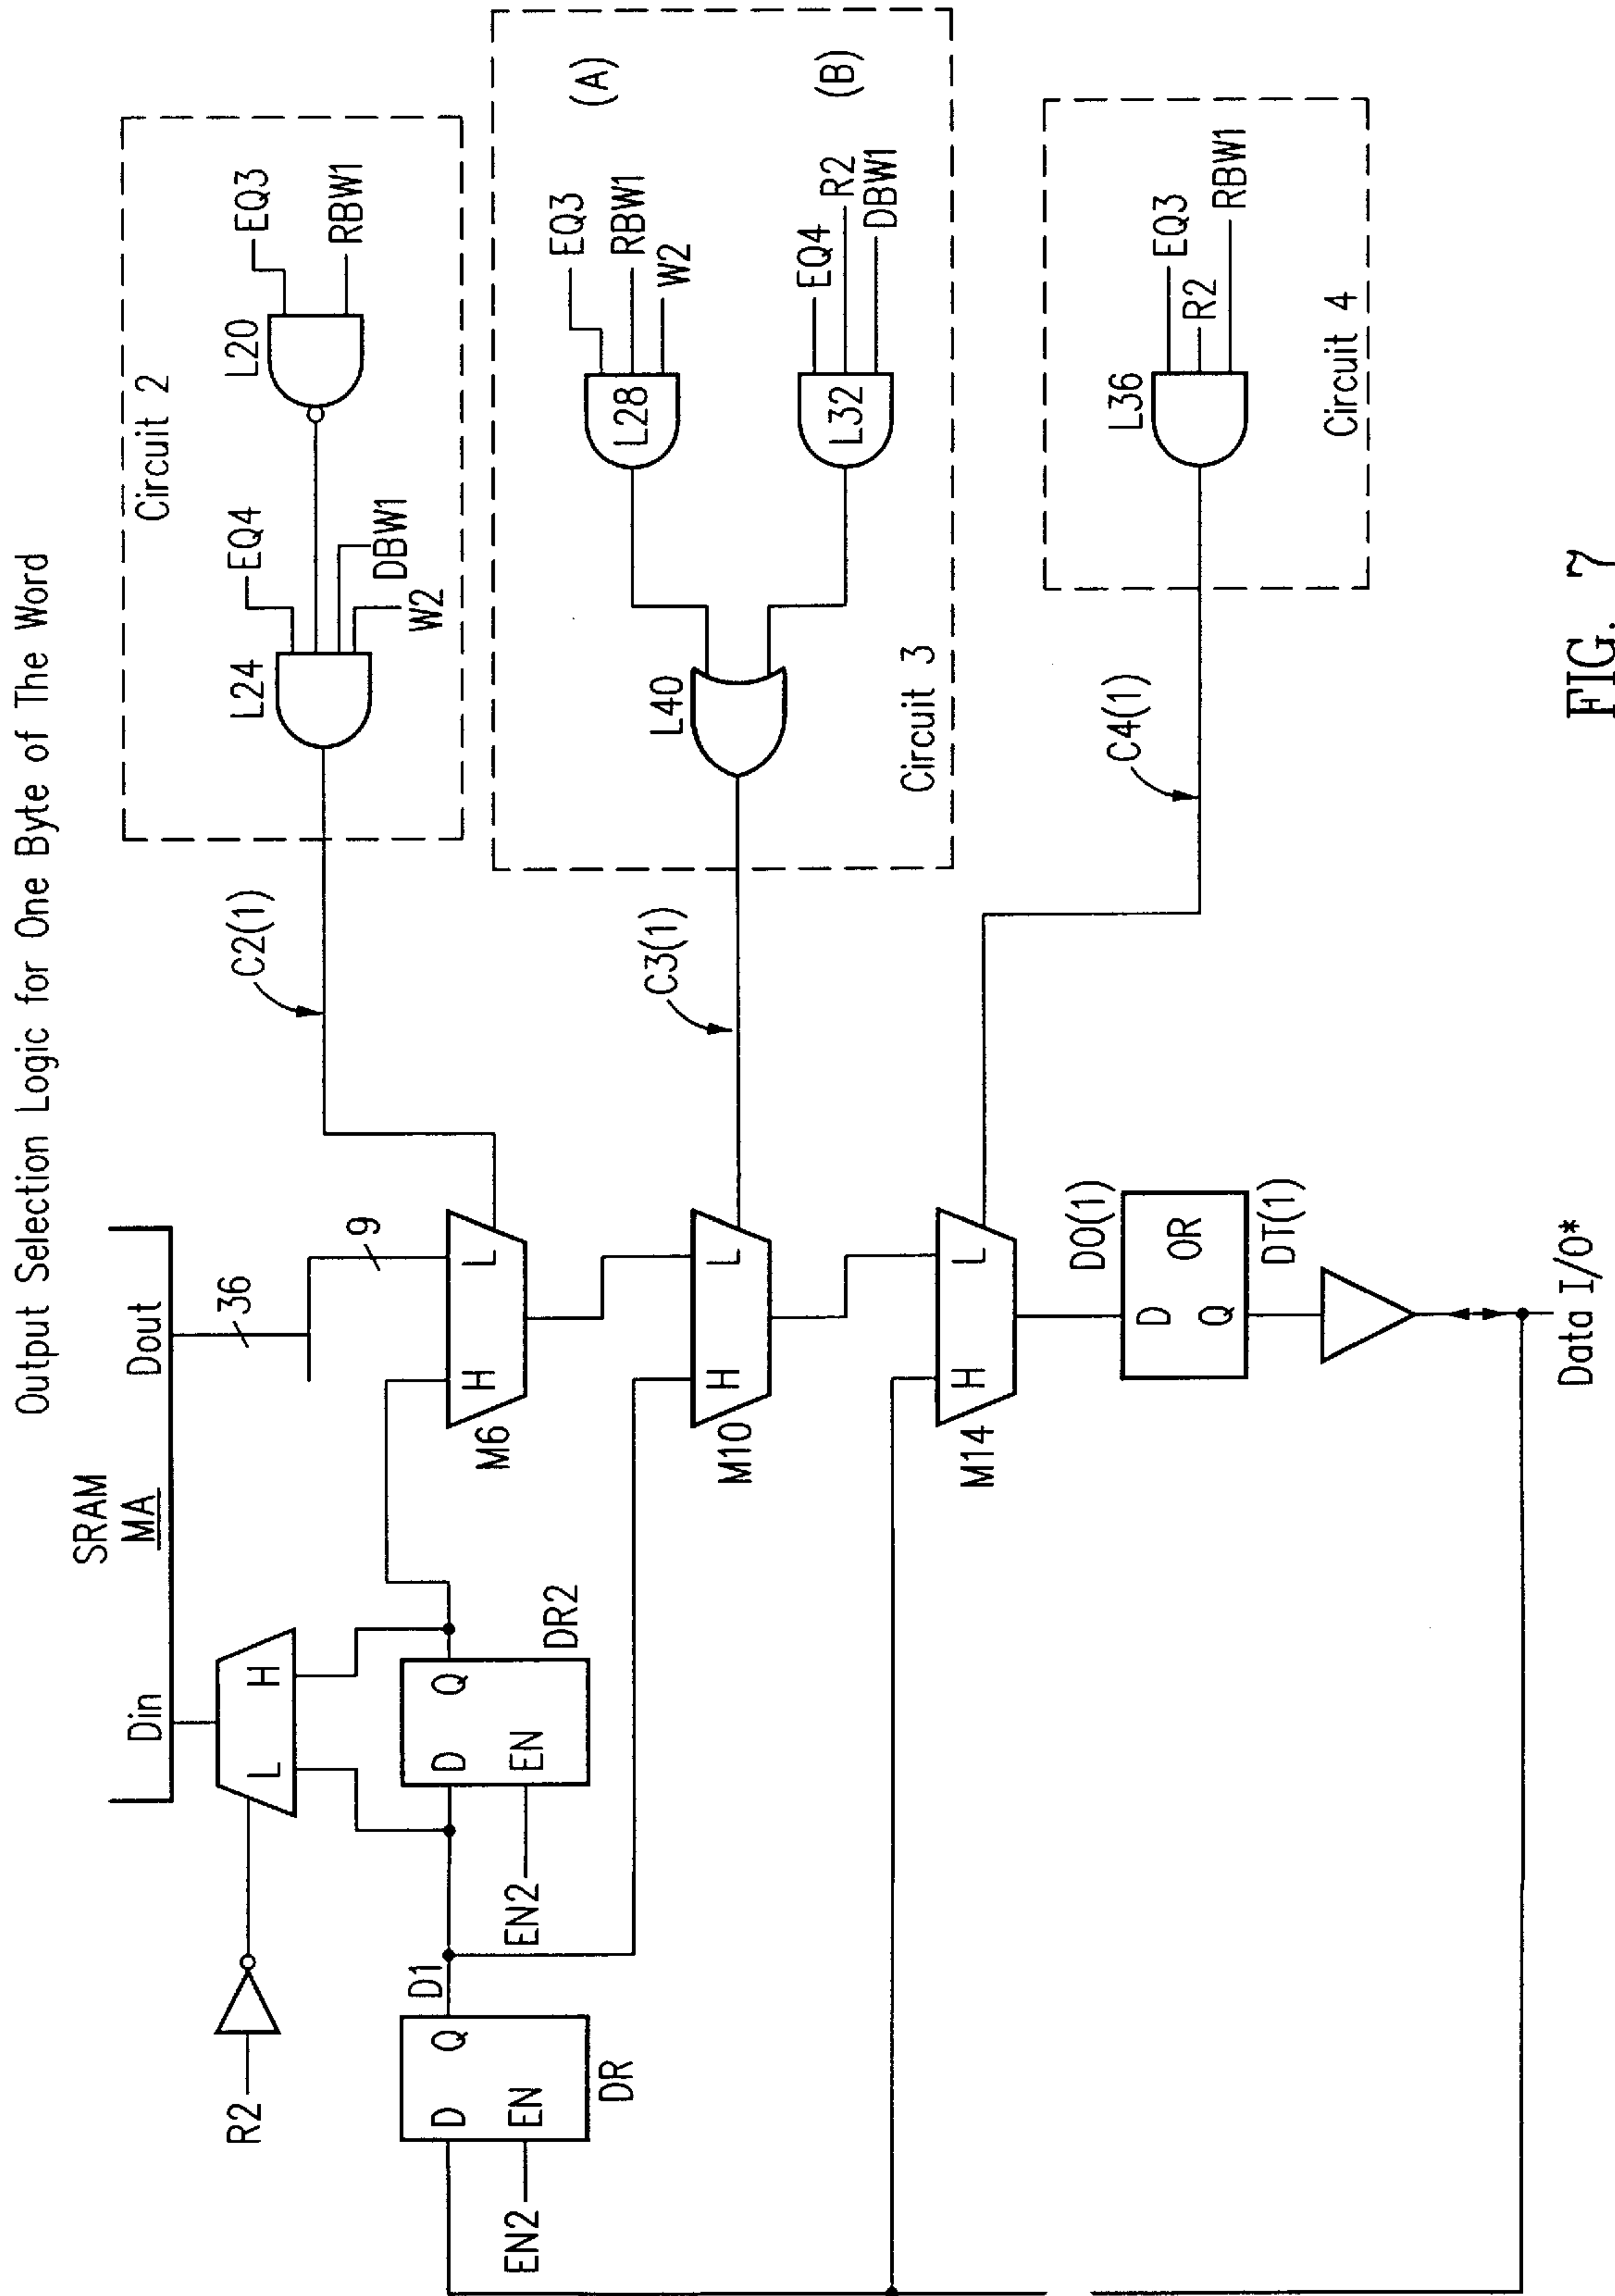 Output Selection Logic for One Byte of The Word
SRAM
MA
Din
Dout
36
9
R2
L
H
EN2
D
Q
EN
DR
D1
EN2
D
Q
EN
DR2
H
L
M6
H
L
M10
H
L
M14
C2(1)
C3(1)
C4(1)
Circuit 2
L24
EQ4
DBW1
W2
L20
EQ3
RBW1
Circuit 3
L40
L28
EQ3
RBW1
W2
(A)
L32
EQ4
R2
DBW1
(B)
Circuit 4
L36
EQ3
R2
RBW1
DO(1)
D
Q
OR
DT(1)
Data I/O*
FIG. 7